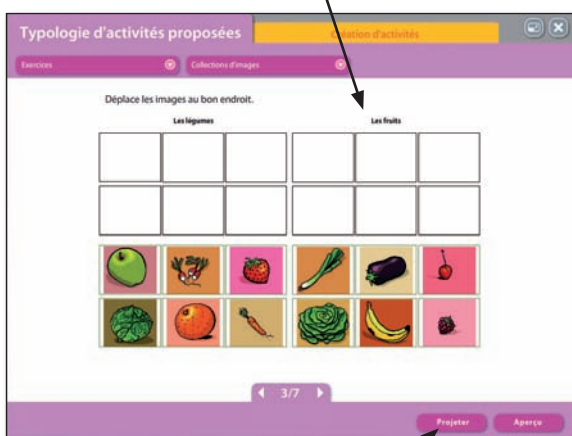 Typologie d'activités proposées
Création d'activités
Exercices
Collections d'images
Déplace les images au bon endroit.
Les légumes
Les fruits
3/7
Projeter
Aperçu